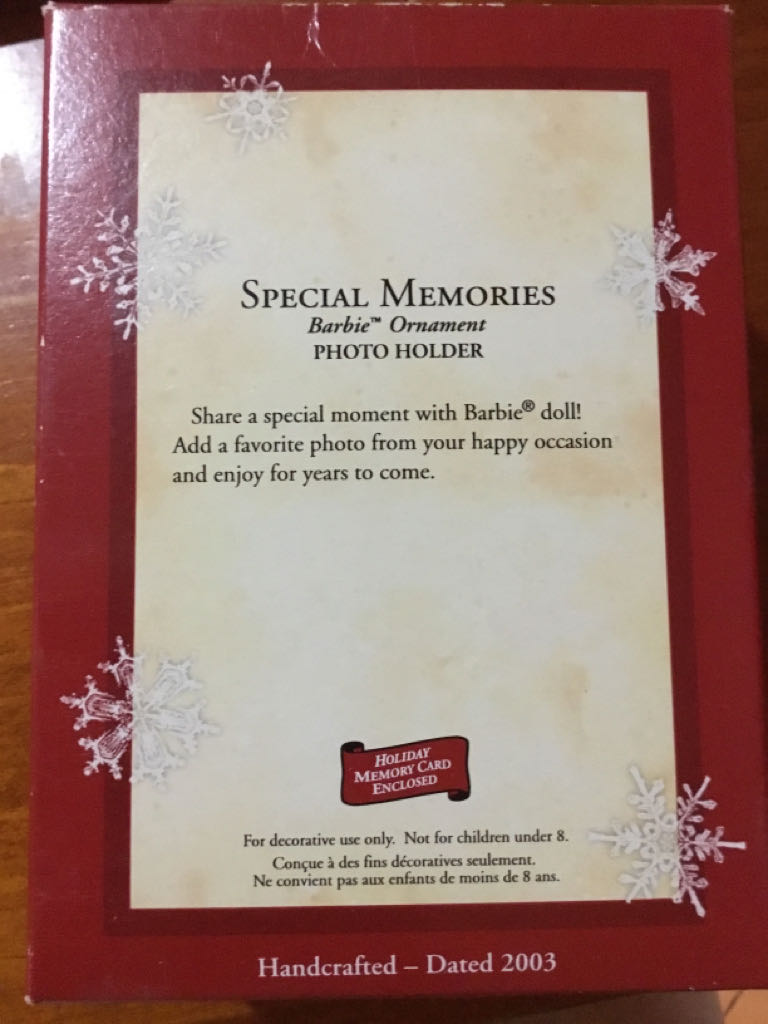 SPECIAL MEMORIES
Barbie™ Ornament
PHOTO HOLDER
Share a special moment with Barbie® doll!
Add a favorite photo from your happy occasion
and enjoy for years to come.
HOLIDAY
MEMORY CARD
ENCLOSED
For decorative use only. Not for children under 8.
Conçue à des fins décoratives seulement.
Ne convient pas aux enfants de moins de 8 ans.
Handcrafted – Dated 2003